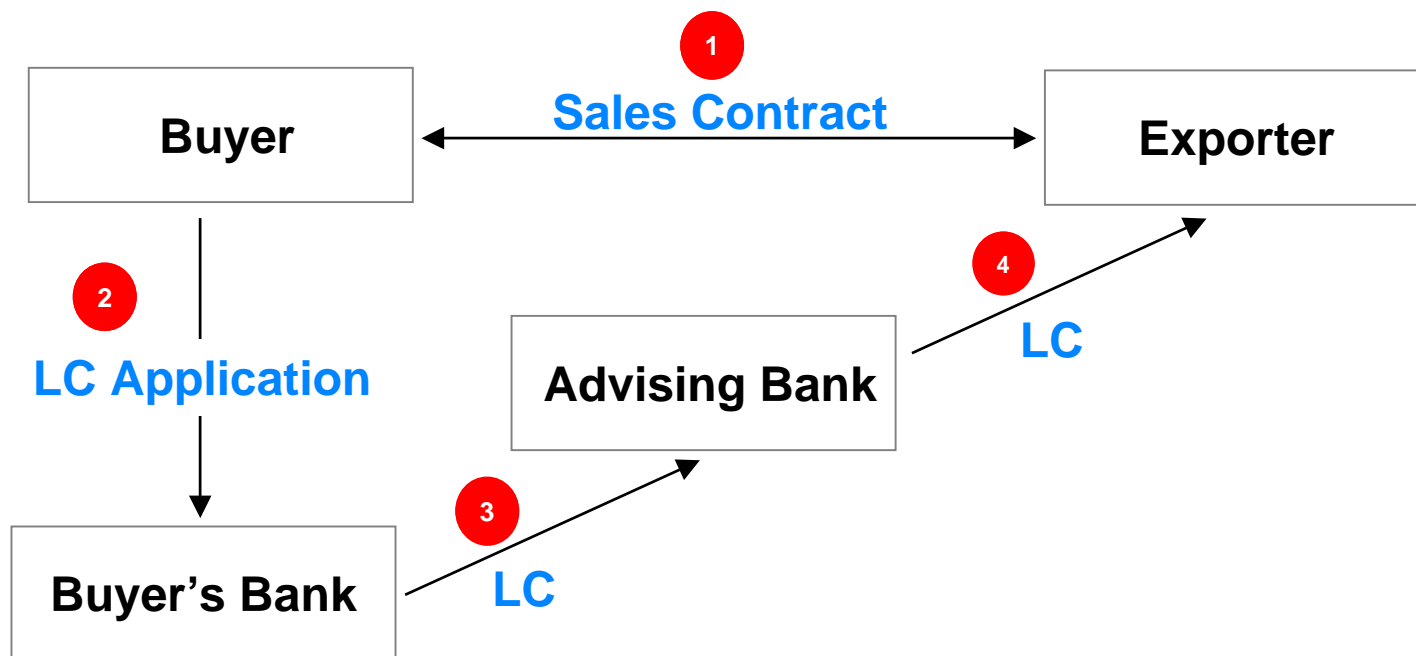 1
Sales Contract
Buyer
Exporter
2
LC Application
4
LC
Advising Bank
3
LC
Buyer’s Bank